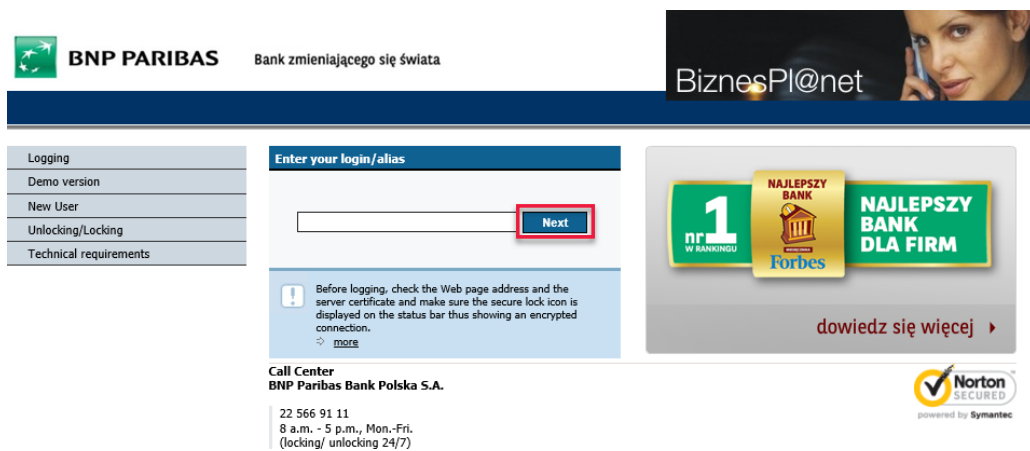 BNP PARIBAS
Bank zmieniającego się świata
BiznesPl@net
Logging
Demo version
New User
Unlocking/Locking
Technical requirements
Enter your login/alias
Next
Before logging, check the Web page address and the
server certificate and make sure the secure lock icon is
displayed on the status bar thus showing an encrypted
connection.
more
Call Center
BNP Paribas Bank Polska S.A.
22 566 91 11
8 a.m. - 5 p.m., Mon.-Fri.
(locking/ unlocking 24/7)
nr 1
W RANKINGU
NAJLEPSZY
BANK
Forbes
NAJLEPSZY
BANK
DLA FIRM
dowiedz się więcej
Norton
SECURED
powered by Symantec